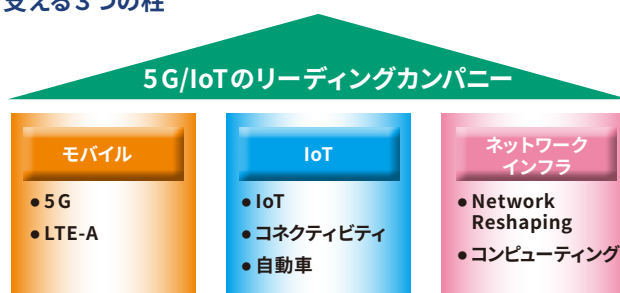 支える3つの柱
5G/IoTのリーディングカンパニー
モバイル
●5G
●LTE-A
IoT
●IoT
●コネクティビティ
●自動車
ネットワーク
インフラ
●Network
Reshaping
●コンピューティング